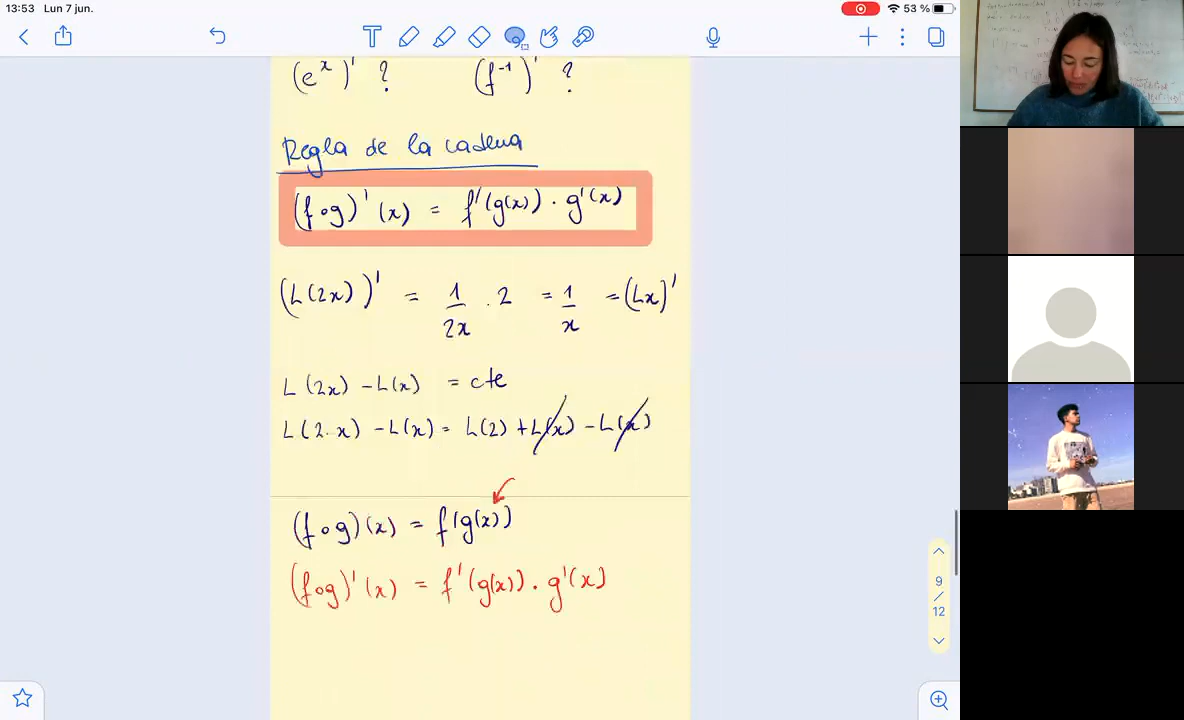 13:53 Lun 7 jun.
53 %
(eˣ)' ? (f⁻¹)' ?
Regla de la cadena
(f∘g)'(x) = f'(g(x)) · g'(x)
(L(2x))' = 1/2x · 2 = 1/x = (Lx)'
L(2x) - L(x) = cte
L(2·x) - L(x) = L(2) + L(x) - L(x)
(f∘g)(x) = f(g(x))
(f∘g)'(x) = f'(g(x)) · g'(x)
9
/
12